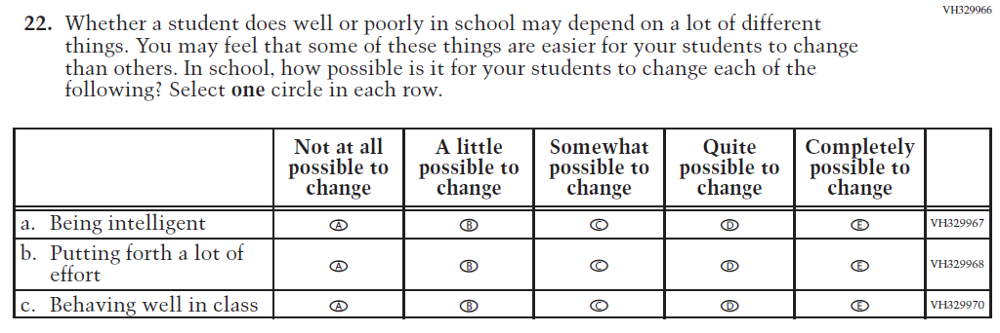 VH329966
22. Whether a student does well or poorly in school may depend on a lot of different
things. You may feel that some of these things are easier for your students to change
than others. In school, how possible is it for your students to change each of the
following? Select one circle in each row.
Not at all possible to change
A little possible to change
Somewhat possible to change
Quite possible to change
Completely possible to change
a. Being intelligent A B C D E VH329967
b. Putting forth a lot of
effort A B C D E VH329968
c. Behaving well in class A B C D E VH329970